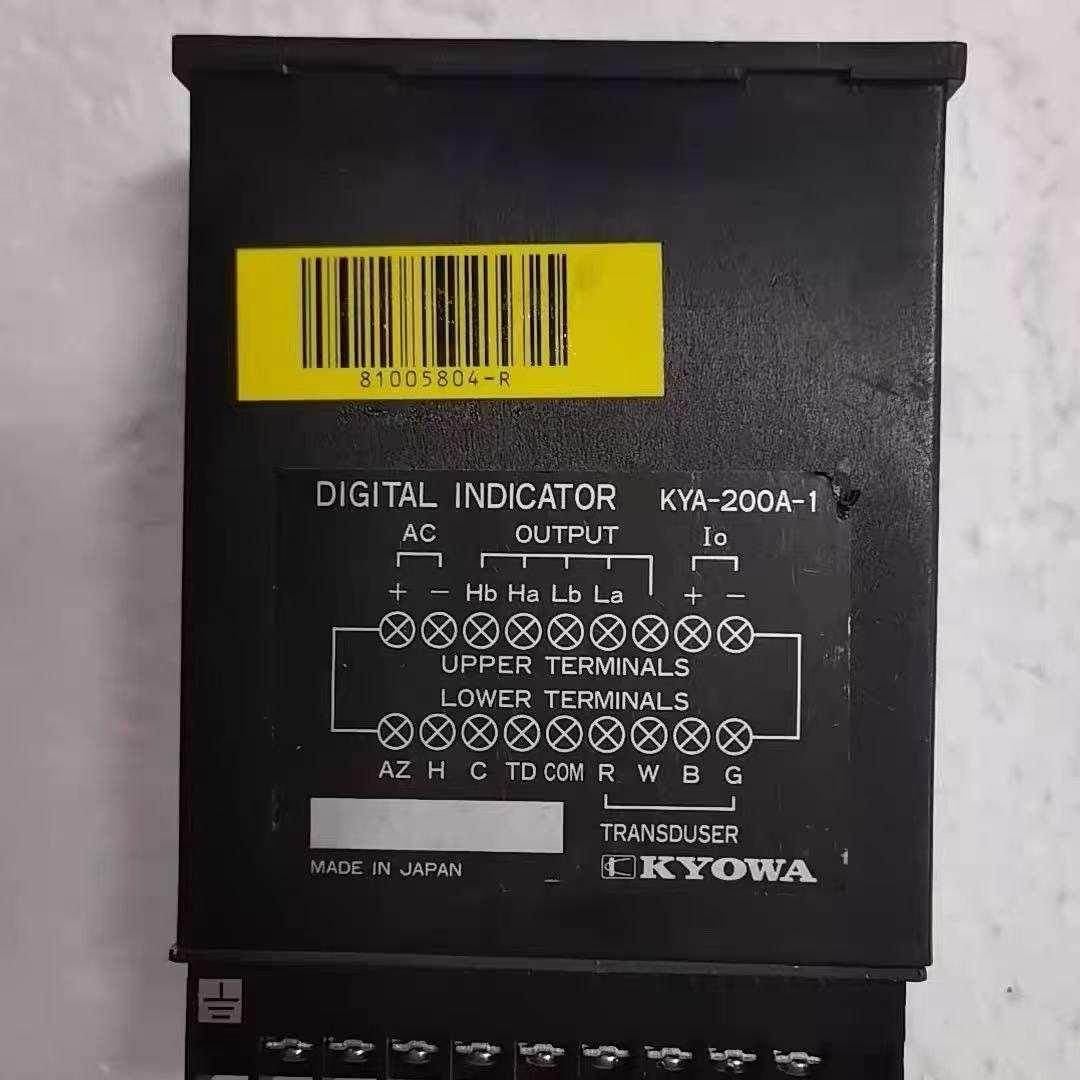 81005804-R
DIGITAL INDICATOR KYA-200A-1
AC OUTPUT Io
+ − Hb Ha Lb La + −
UPPER TERMINALS
LOWER TERMINALS
AZ H C TD COM R W B G
TRANSDUSER
MADE IN JAPAN KYOWA